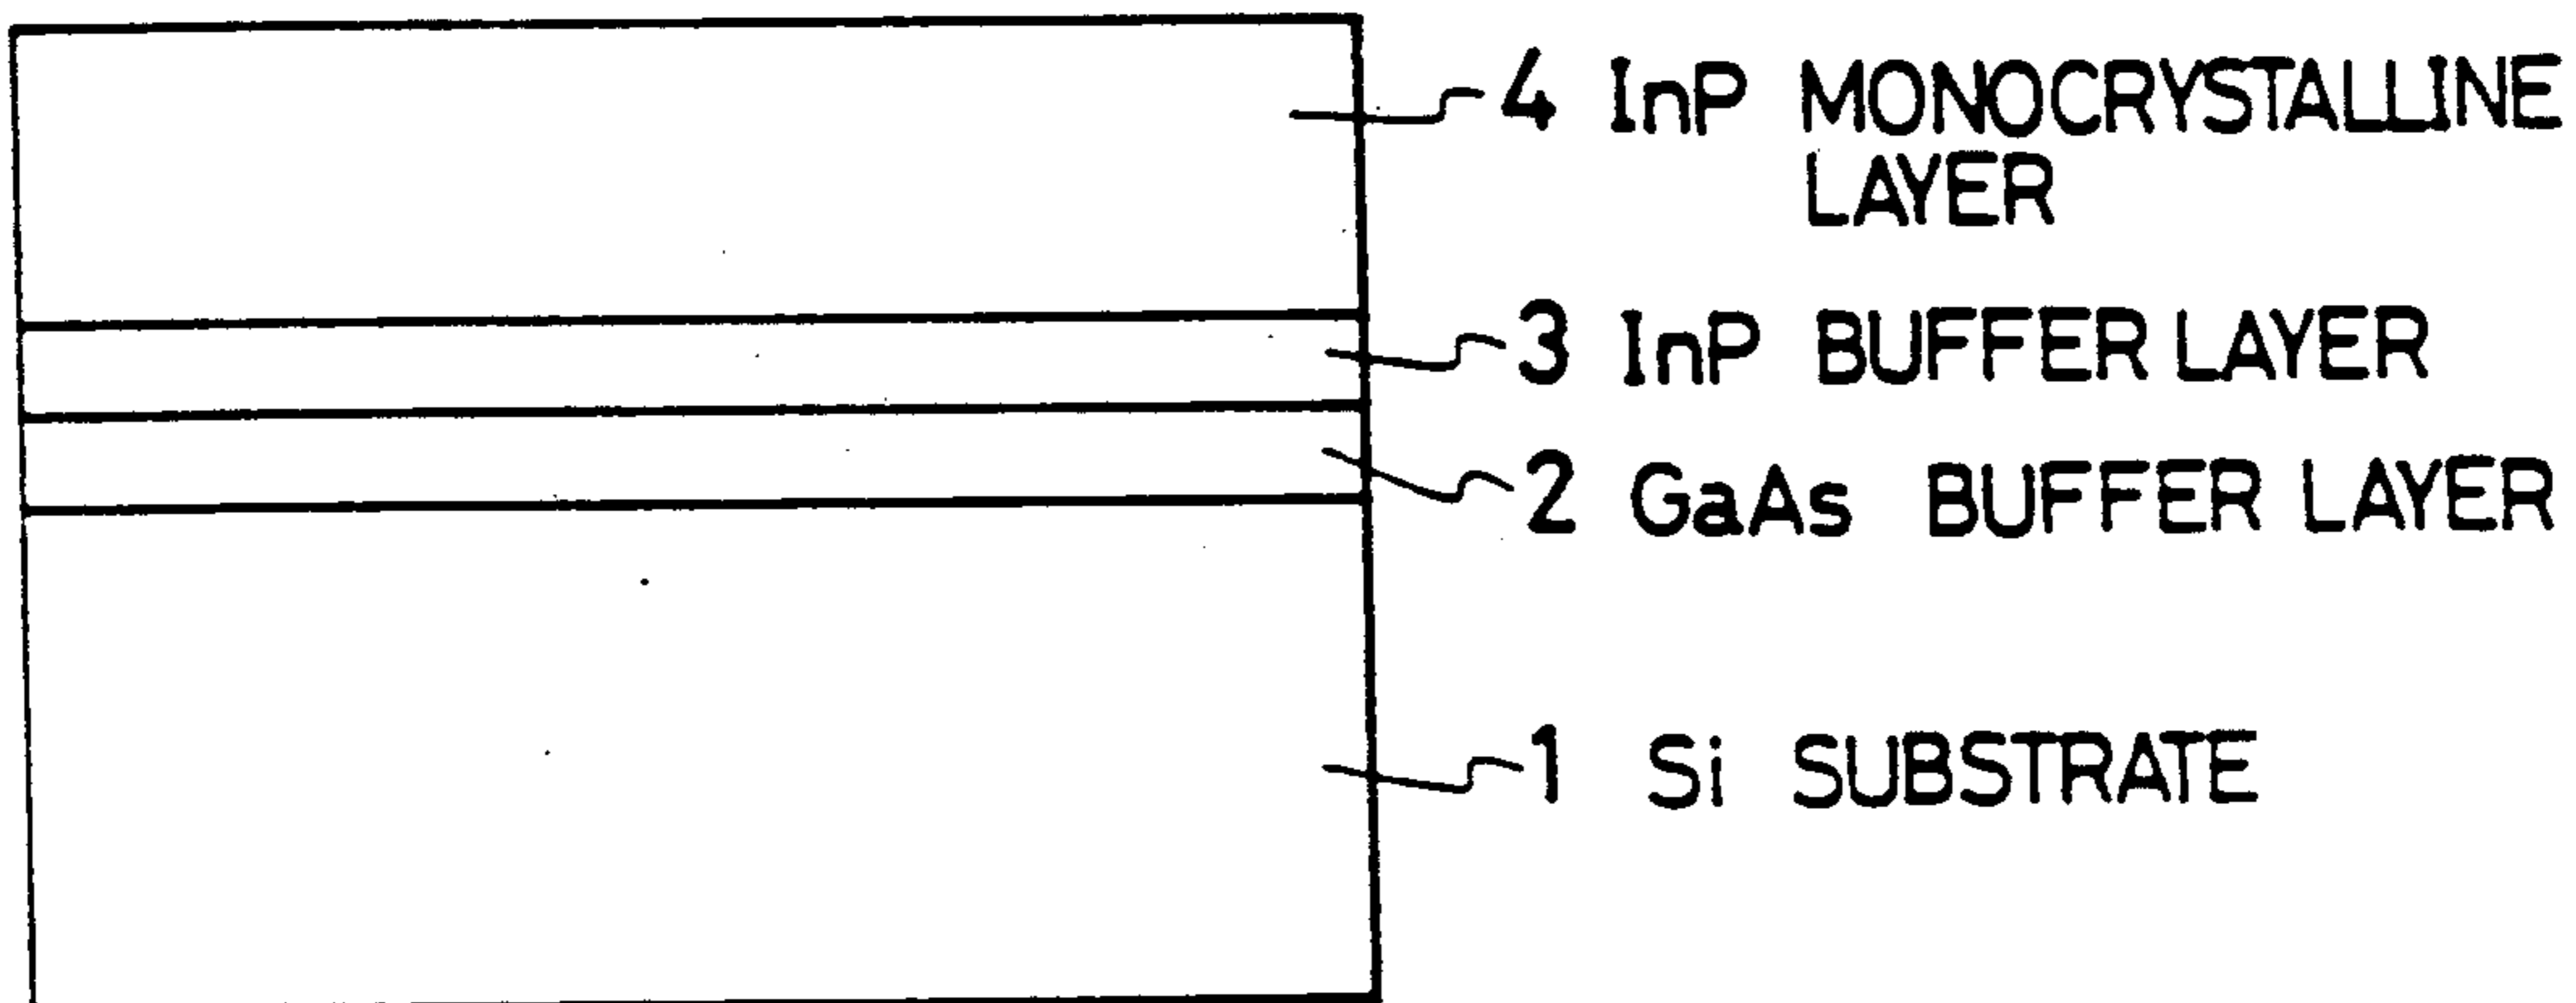 4 InP MONOCRYSTALLINE
LAYER
3 InP BUFFER LAYER
2 GaAs BUFFER LAYER
1 Si SUBSTRATE